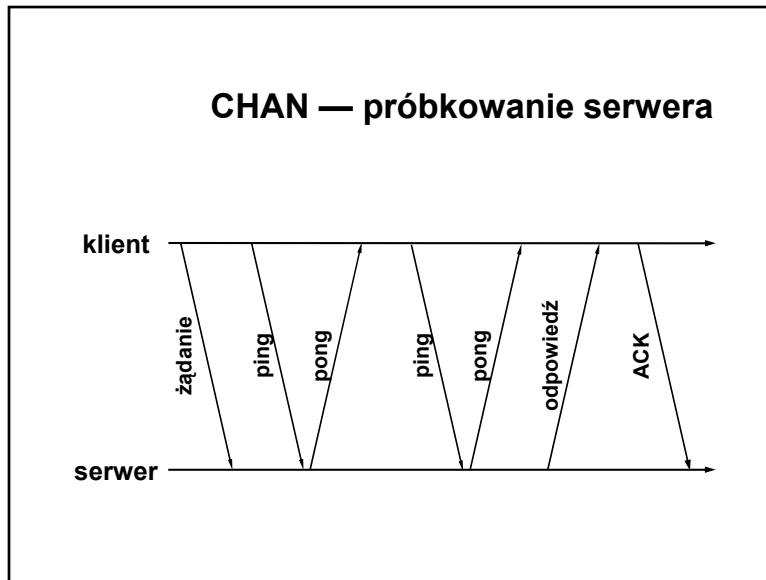 CHAN — próbkowanie serwera
klient
żądanie
ping
pong
ping
pong
odpowiedź
ACK
serwer